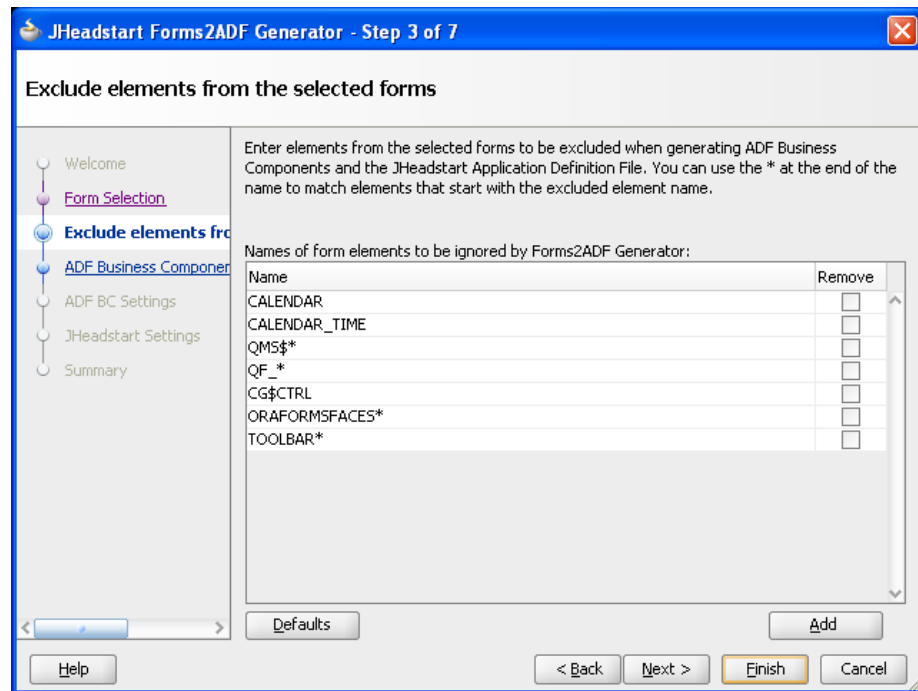 JHeadstart Forms2ADF Generator - Step 3 of 7
Exclude elements from the selected forms
Welcome
Form Selection
Exclude elements frc
ADF Business Componer
ADF BC Settings
JHeadstart Settings
Summary
Enter elements from the selected forms to be excluded when generating ADF Business
Components and the JHeadstart Application Definition File. You can use the * at the end of the
name to match elements that start with the excluded element name.
Names of form elements to be ignored by Forms2ADF Generator:
Name Remove
CALENDAR
CALENDAR_TIME
QMS$*
QF_*
CG$CTRL
ORAFORMSFACES*
TOOLBAR*
Defaults Add
Help < Back Next > Finish Cancel